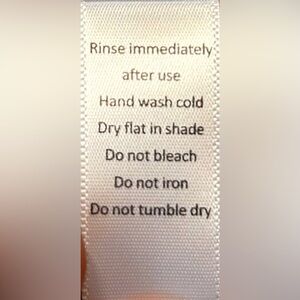 Rinse immediately
after use
Hand wash cold
Dry flat in shade
Do not bleach
Do not iron
Do not tumble dry